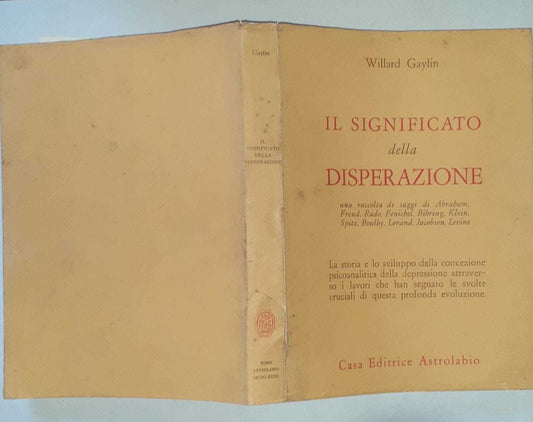 Gaylin
IL
SIGNIFICATO
DELLA
DISPERAZIONE
ROMA
ASTROLABIO
Willard Gaylin
IL SIGNIFICATO
della
DISPERAZIONE
una raccolta di saggi di Abraham,
Freud, Rado, Fenichel, Bibring, Klein,
Spitz, Boulby, Lorand, Jacobson, Levine
La storia e lo sviluppo della concezione
psicoanalitica della depressione attraver-
so i lavori che han segnato le svolte
cruciali di questa profonda evoluzione.
Casa Editrice Astrolabio